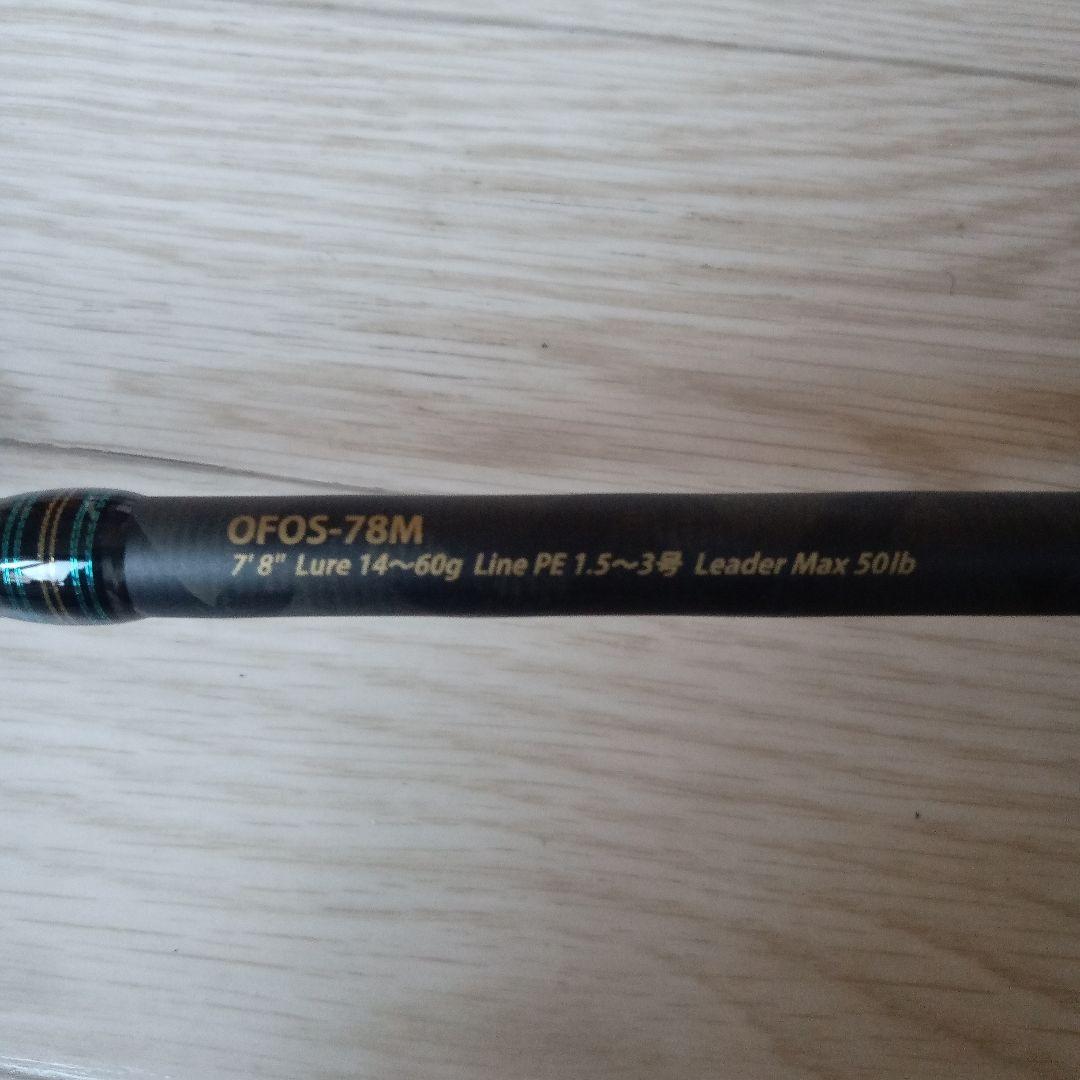 OFOS-78M
7'8" Lure 14～60g Line PE 1.5～3号 Leader Max 50lb